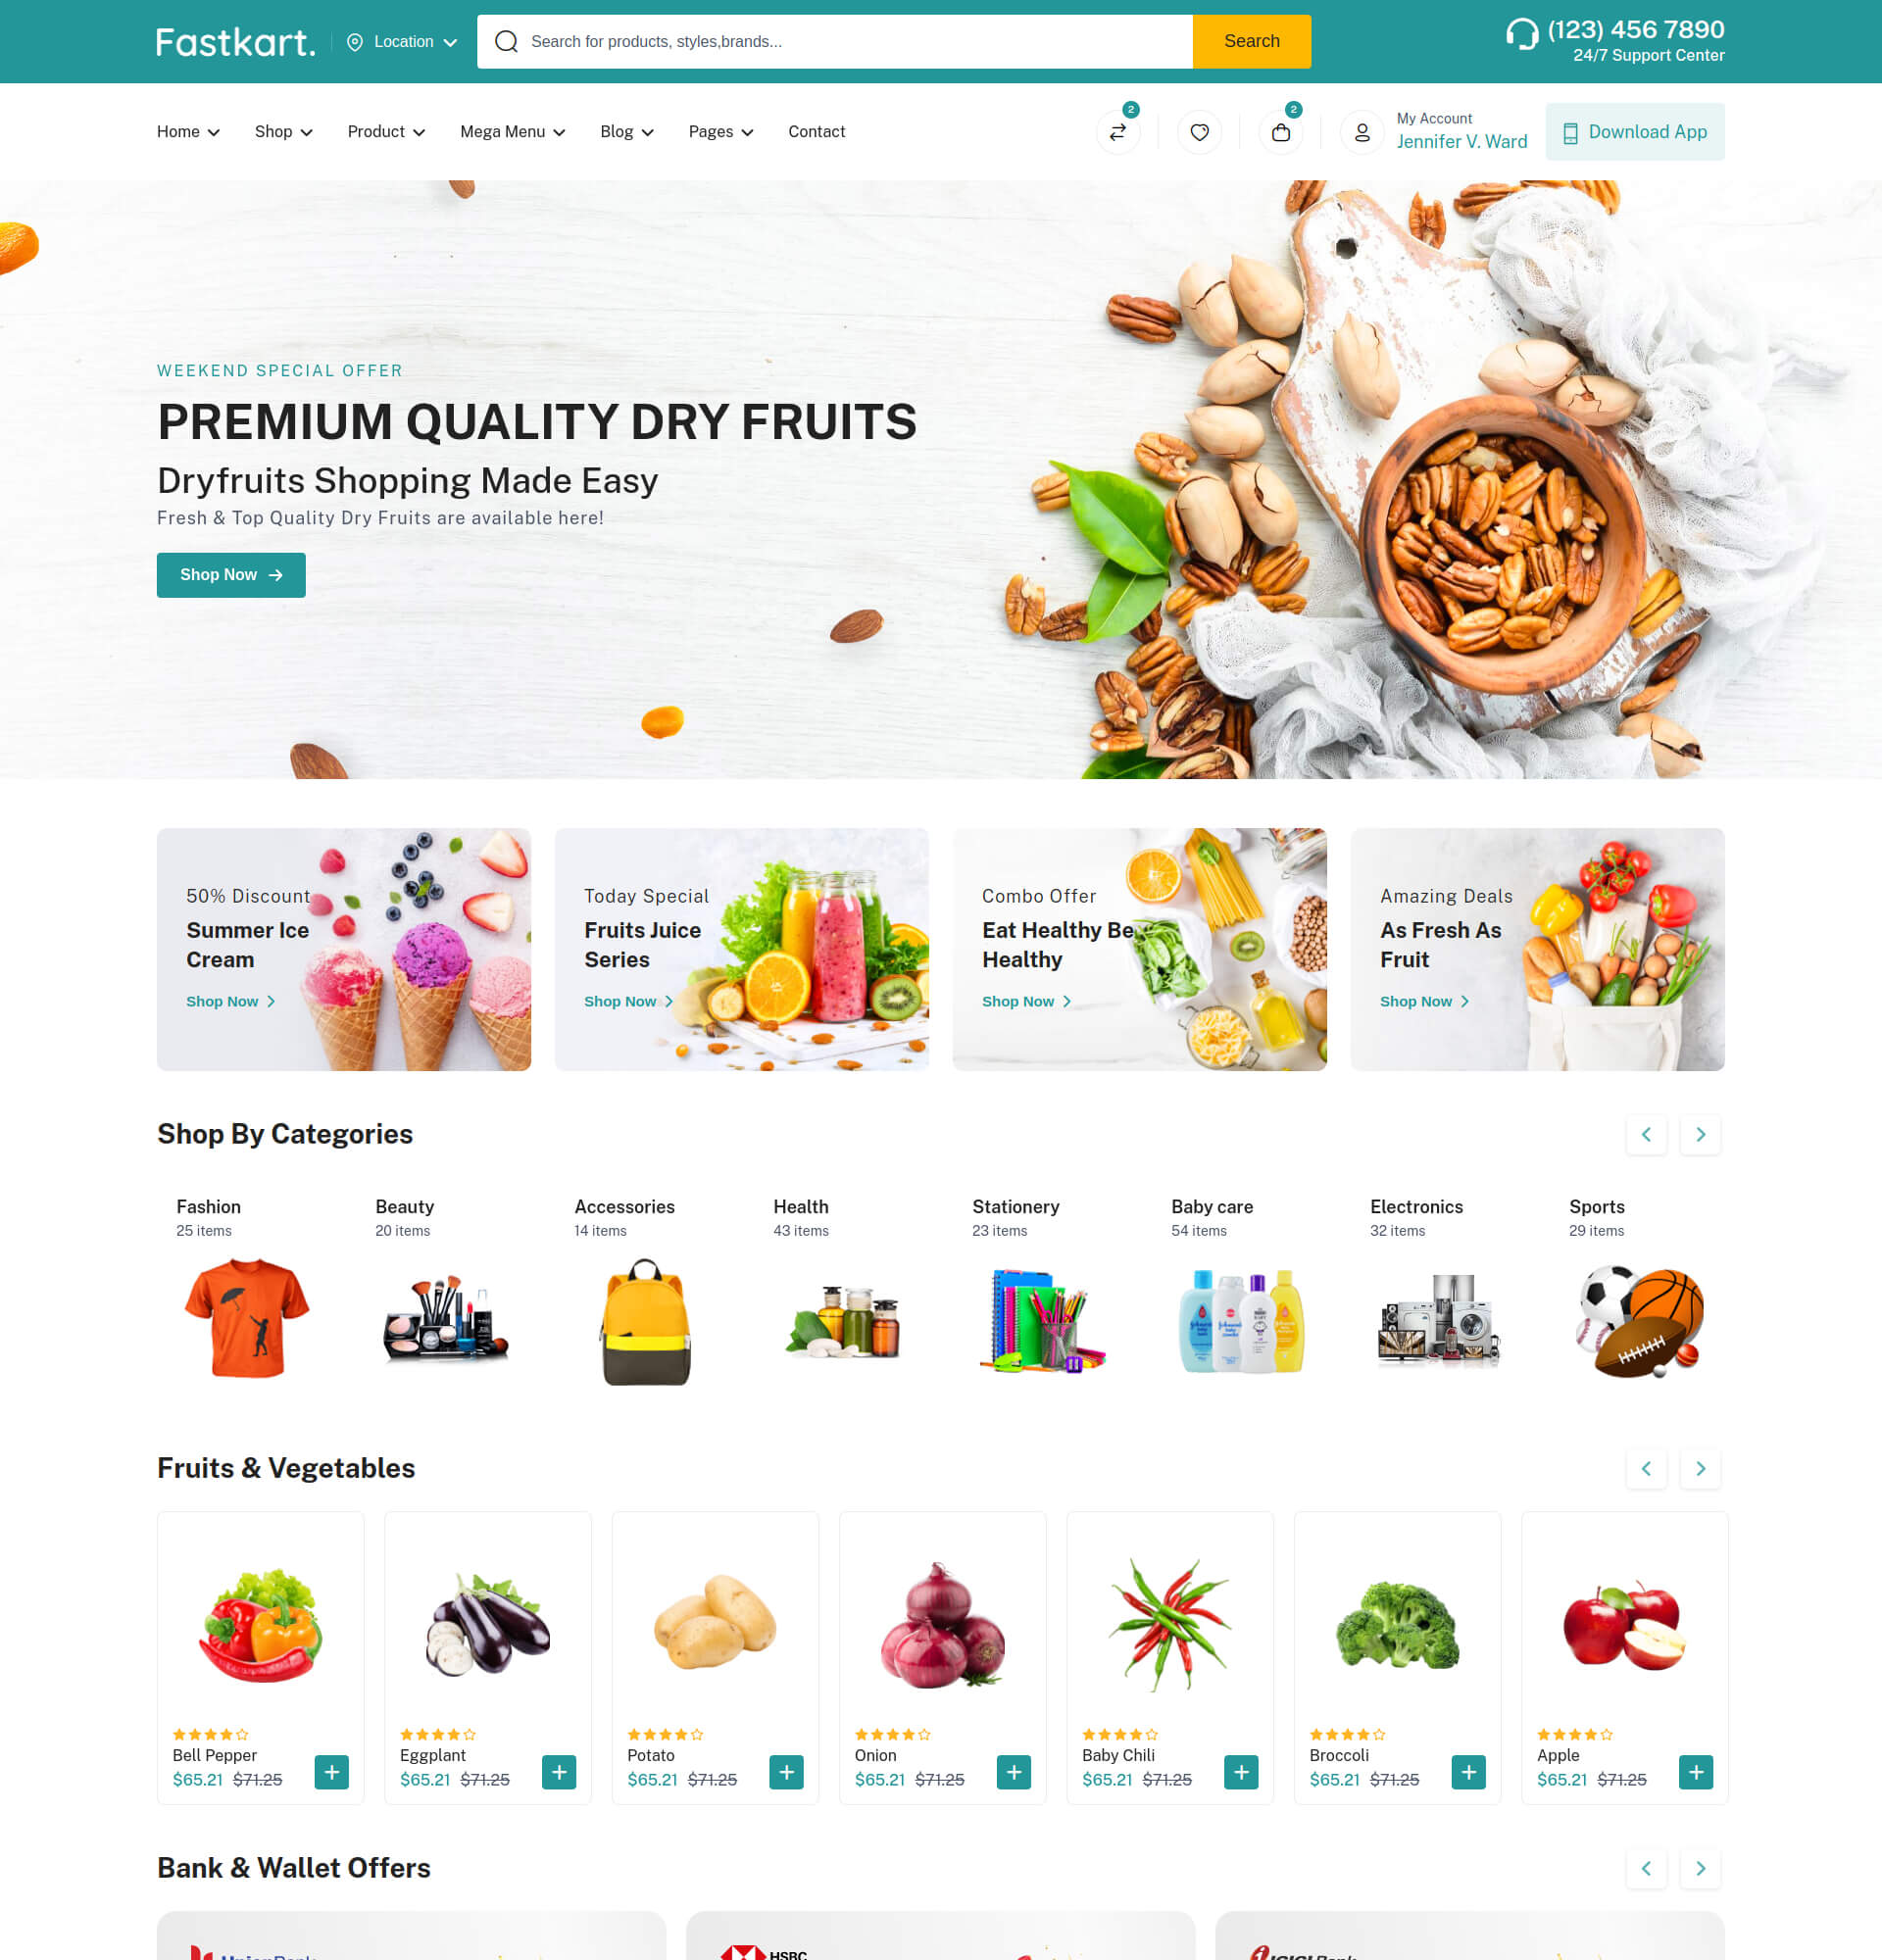 Fastkart.
Location
Search for products, styles,brands...
Search
(123) 456 7890
24/7 Support Center
Home
Shop
Product
Mega Menu
Blog
Pages
Contact
2
2
My Account
Jennifer V. Ward
Download App
WEEKEND SPECIAL OFFER
PREMIUM QUALITY DRY FRUITS
Dryfruits Shopping Made Easy
Fresh & Top Quality Dry Fruits are available here!
Shop Now
50% Discount
Summer Ice
Cream
Shop Now
Today Special
Fruits Juice
Series
Shop Now
Combo Offer
Eat Healthy Be
Healthy
Shop Now
Amazing Deals
As Fresh As
Fruit
Shop Now
Shop By Categories
Fashion
25 items
Beauty
20 items
Accessories
14 items
Health
43 items
Stationery
23 items
Baby care
54 items
Electronics
32 items
Sports
29 items
Fruits & Vegetables
Bell Pepper
$65.21 $71.25
Eggplant
$65.21 $71.25
Potato
$65.21 $71.25
Onion
$65.21 $71.25
Baby Chili
$65.21 $71.25
Broccoli
$65.21 $71.25
Apple
$65.21 $71.25
Bank & Wallet Offers
HSBC